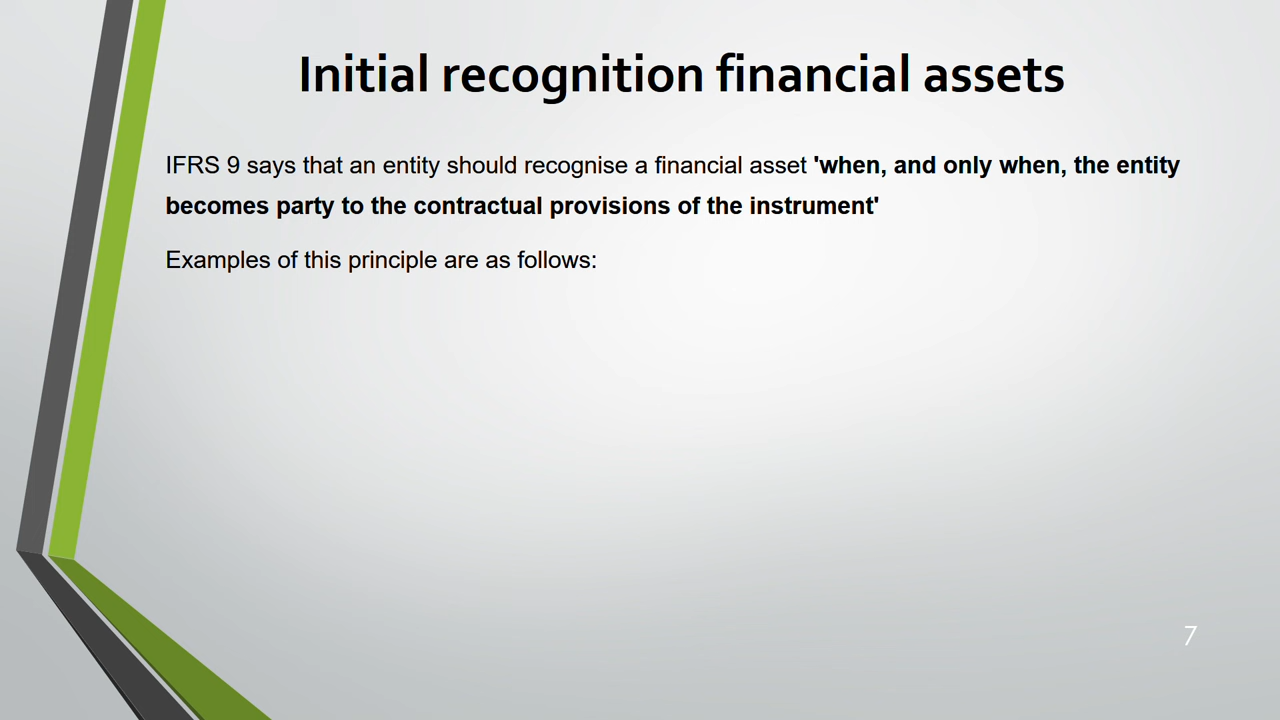 Initial recognition financial assets
IFRS 9 says that an entity should recognise a financial asset 'when, and only when, the entity
becomes party to the contractual provisions of the instrument'
Examples of this principle are as follows:
7